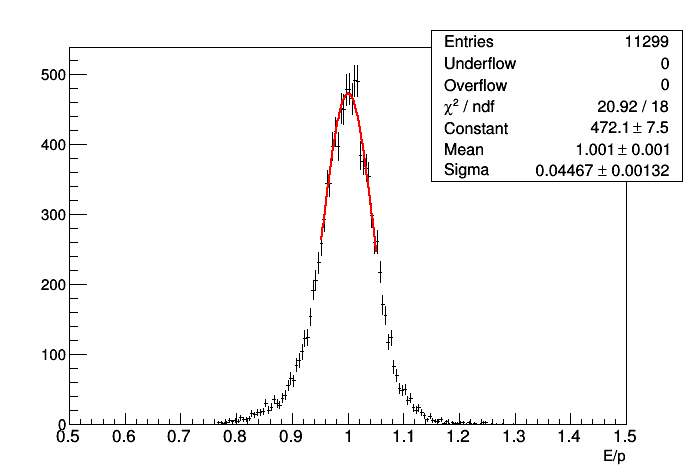 Entries 11299
Underflow 0
Overflow 0
χ² / ndf 20.92 / 18
Constant 472.1 ± 7.5
Mean 1.001 ± 0.001
Sigma 0.04467 ± 0.00132
500
400
300
200
100
0
0.5 0.6 0.7 0.8 0.9 1 1.1 1.2 1.3 1.4 1.5
E/p